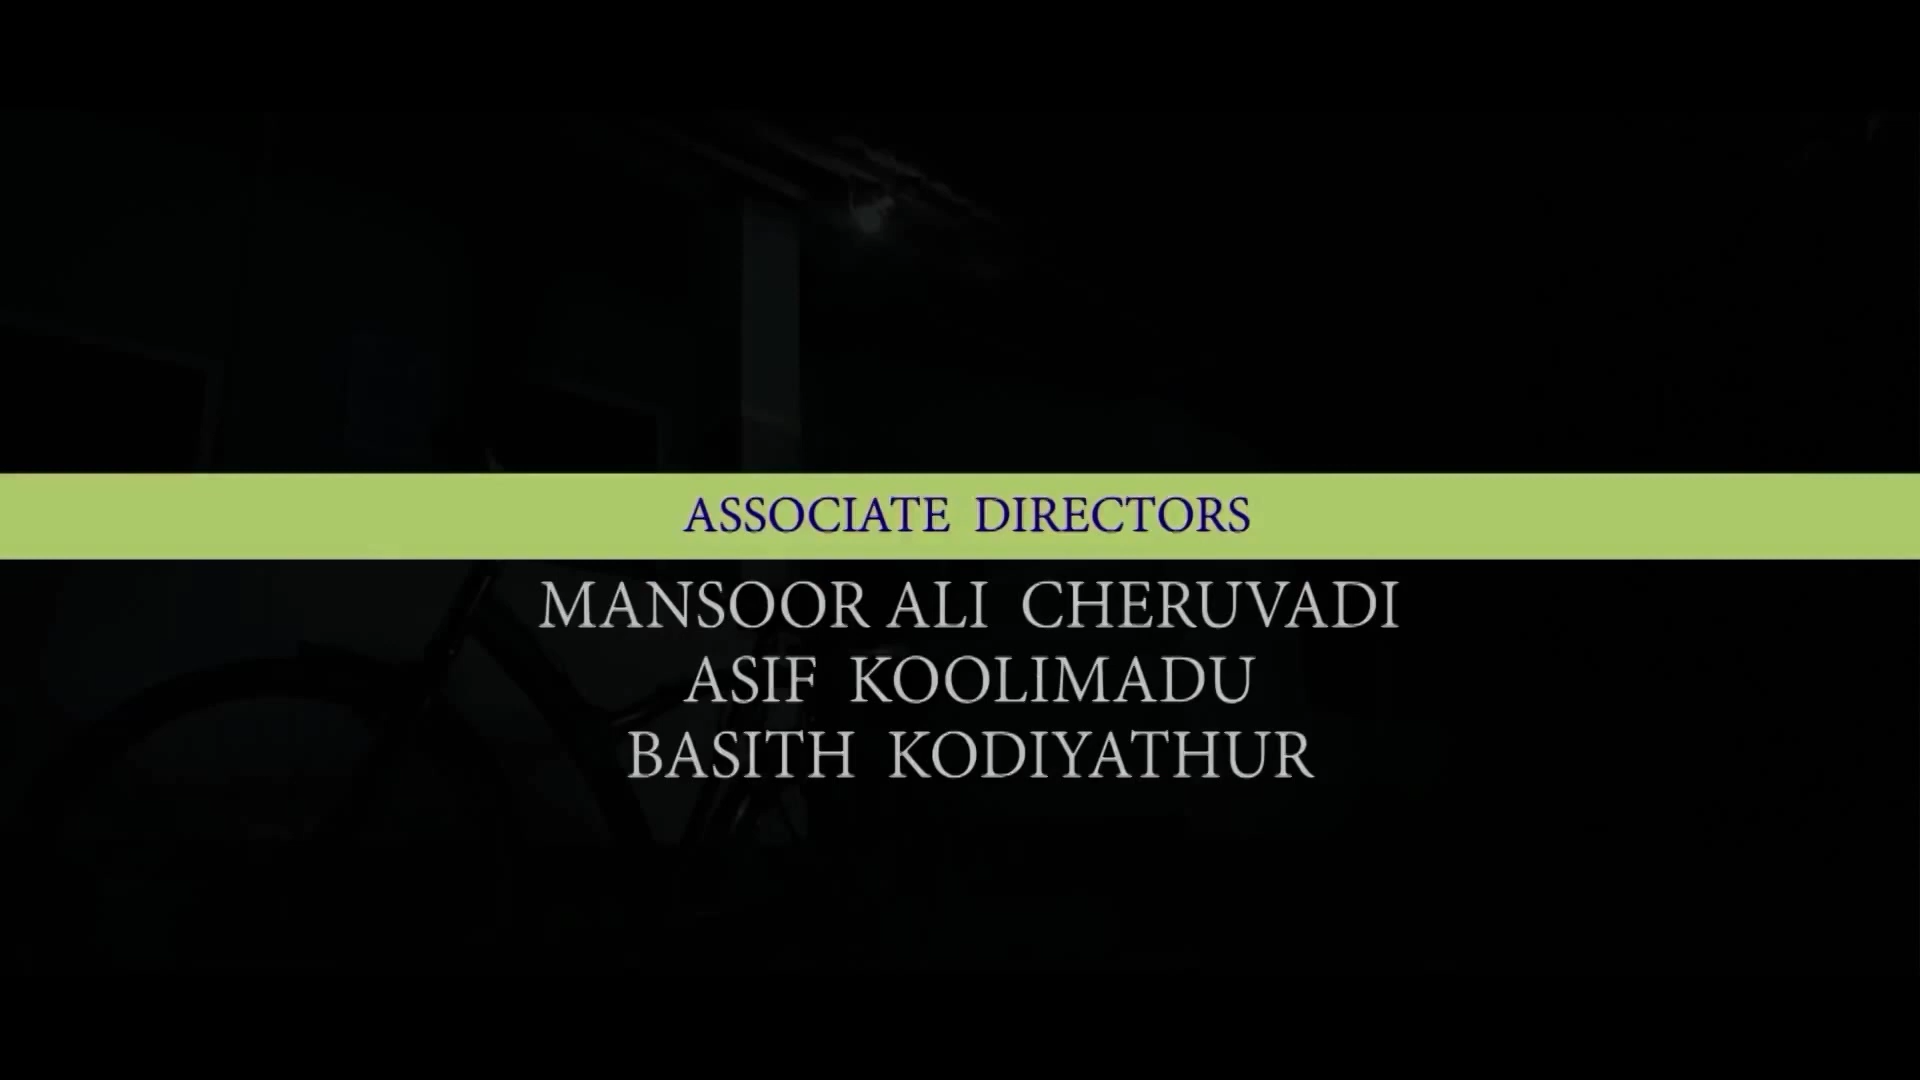 ASSOCIATE DIRECTORS
MANSOOR ALI CHERUVADI
ASIF KOOLIMADU
BASITH KODIYATHUR